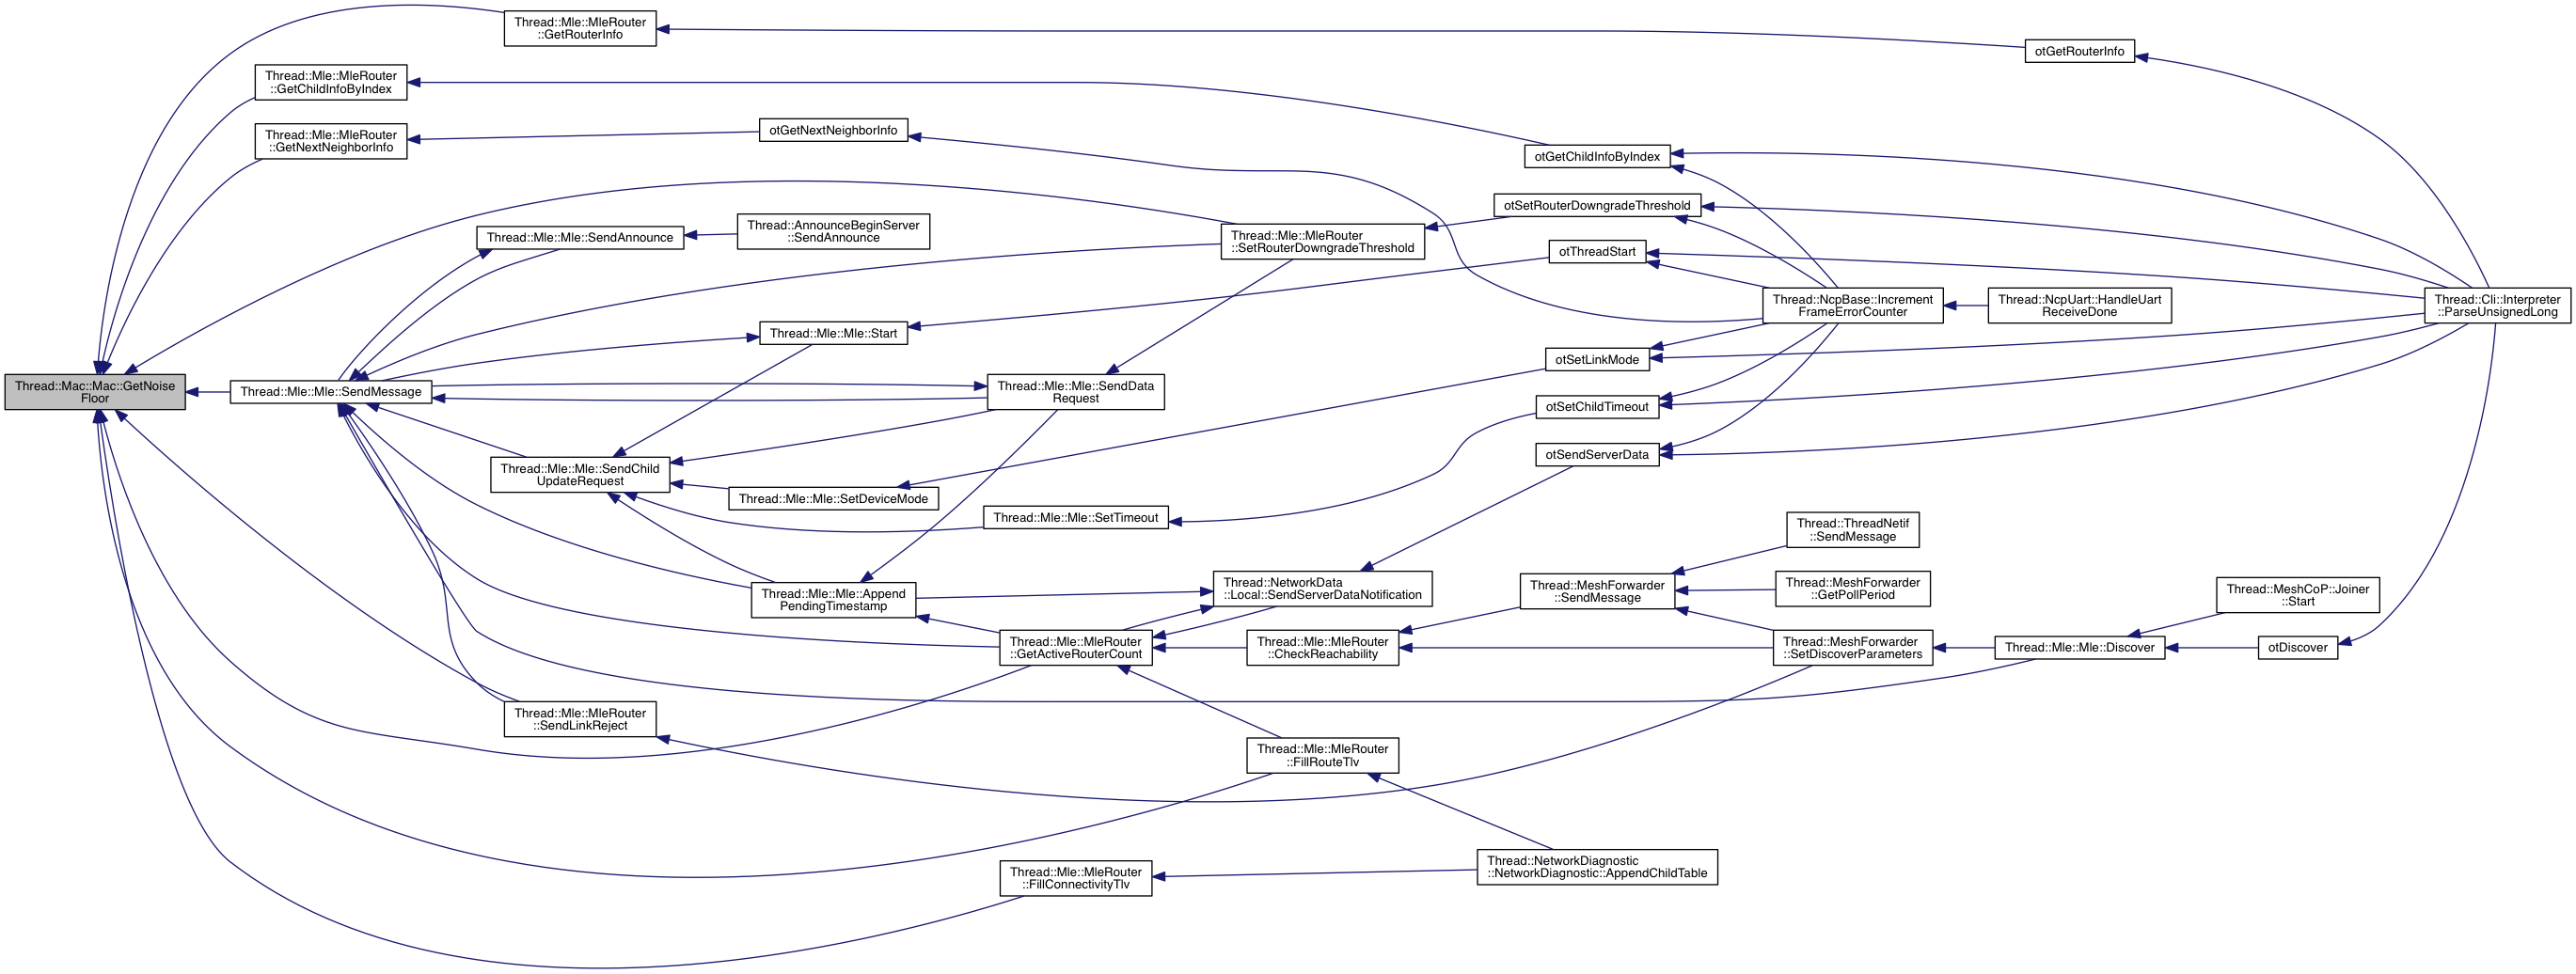 Thread::Mle::MleRouter
::GetRouterInfo
otGetRouterInfo
Thread::Mle::MleRouter
::GetChildInfoByIndex
Thread::Mle::MleRouter
::GetNextNeighborInfo
otGetNextNeighborInfo
otGetChildInfoByIndex
otSetRouterDowngradeThreshold
Thread::Mle::Mle::SendAnnounce
Thread::AnnounceBeginServer
::SendAnnounce
Thread::Mle::MleRouter
::SetRouterDowngradeThreshold
otThreadStart
Thread::NcpBase::Increment
FrameErrorCounter
Thread::NcpUart::HandleUart
ReceiveDone
Thread::Cli::Interpreter
::ParseUnsignedLong
Thread::Mle::Mle::Start
otSetLinkMode
Thread::Mac::Mac::GetNoise
Floor
Thread::Mle::Mle::SendMessage
Thread::Mle::Mle::SendData
Request
otSetChildTimeout
otSendServerData
Thread::Mle::Mle::SendChild
UpdateRequest
Thread::Mle::Mle::SetDeviceMode
Thread::Mle::Mle::SetTimeout
Thread::ThreadNetif
::SendMessage
Thread::Mle::Mle::Append
PendingTimestamp
Thread::NetworkData
::Local::SendServerDataNotification
Thread::MeshForwarder
::SendMessage
Thread::MeshForwarder
::GetPollPeriod
Thread::MeshCoP::Joiner
::Start
Thread::Mle::MleRouter
::GetActiveRouterCount
Thread::Mle::MleRouter
::CheckReachability
Thread::MeshForwarder
::SetDiscoverParameters
Thread::Mle::Mle::Discover
otDiscover
Thread::Mle::MleRouter
::SendLinkReject
Thread::Mle::MleRouter
::FillRouteTlv
Thread::Mle::MleRouter
::FillConnectivityTlv
Thread::NetworkDiagnostic
::NetworkDiagnostic::AppendChildTable